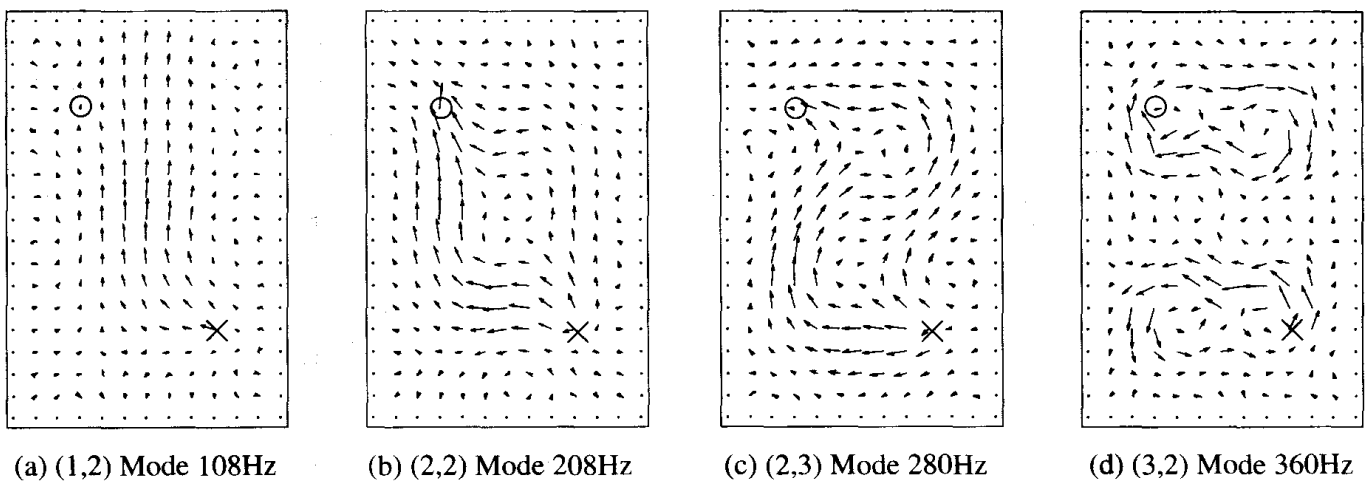 (a) (1,2) Mode 108Hz
(b) (2,2) Mode 208Hz
(c) (2,3) Mode 280Hz
(d) (3,2) Mode 360Hz